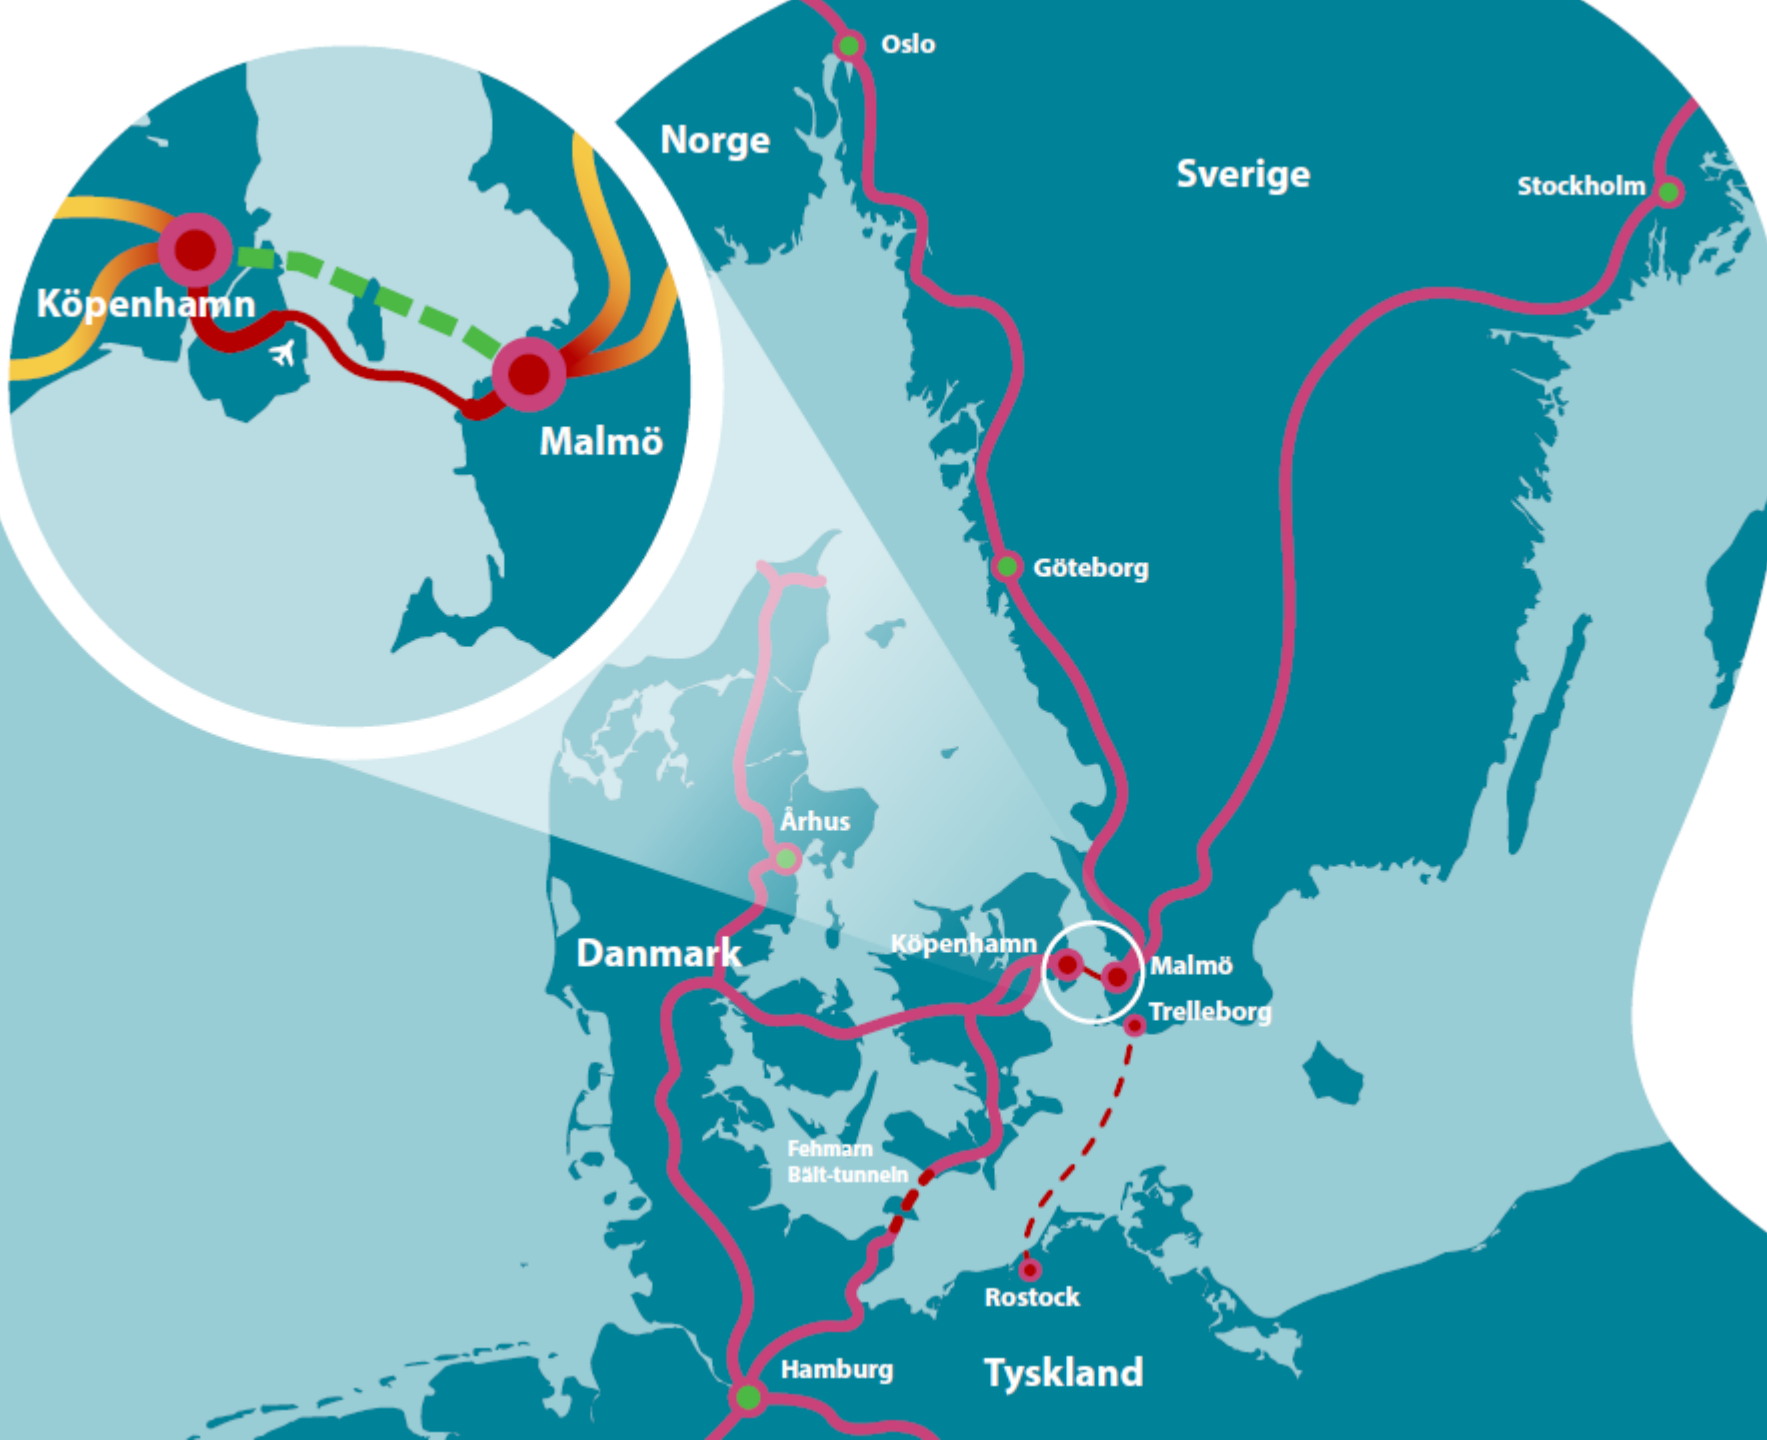 Oslo
Norge
Sverige
Stockholm
Köpenhamn
Malmö
Göteborg
Århus
Danmark
Köpenhamn
Malmö
Trelleborg
Fehmarn
Bält-tunneln
Rostock
Hamburg
Tyskland